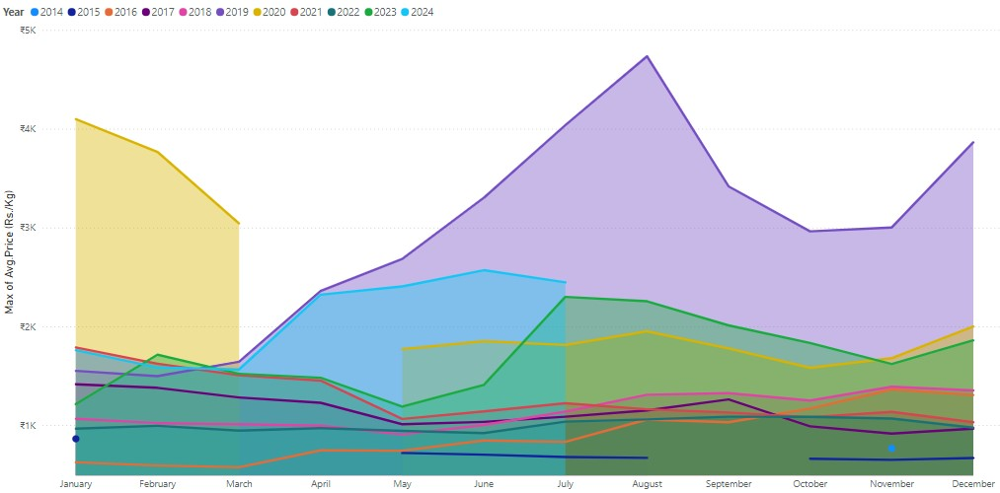 Year 2014 2015 2016 2017 2018 2019 2020 2021 2022 2023 2024
₹5K
₹4K
₹3K
₹2K
₹1K
Max of Avg.Price (Rs./Kg)
January February March April May June July August September October November December